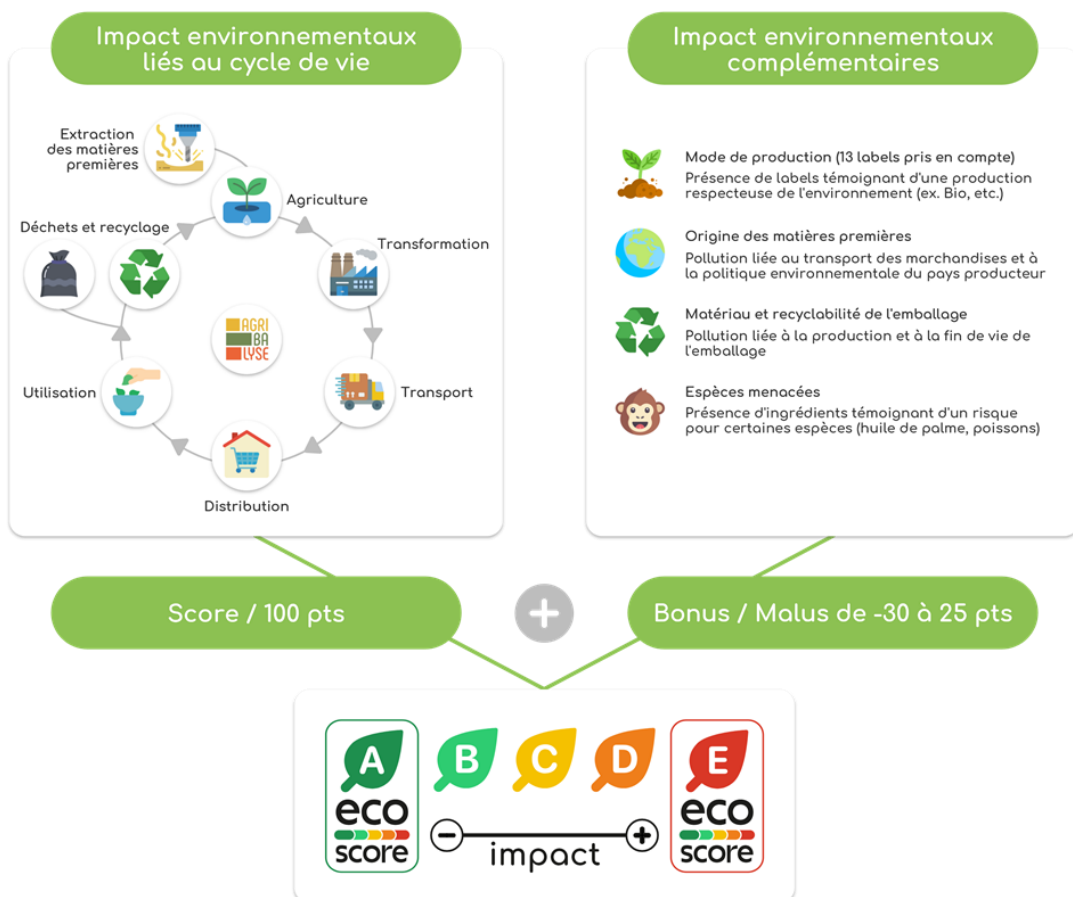 Impact environnementaux
liés au cycle de vie
Extraction
des matières
premières
Agriculture
Déchets et recyclage
Transformation
AGRI
BA
LYSE
Utilisation
Transport
Distribution
Impact environnementaux
complémentaires
Mode de production (13 labels pris en compte)
Présence de labels témoignant d'une production
respecteuse de l'environnement (ex. Bio, etc.)
Origine des matières premières
Pollution liée au transport des marchandises et à
la politique environnementale du pays producteur
Matériau et recyclabilité de l'emballage
Pollution liée à la production et à la fin de vie de
l'emballage
Espèces menacées
Présence d'ingrédients témoignant d'un risque
pour certaines espèces (huile de palme, poissons)
Score / 100 pts
+
Bonus / Malus de -30 à 25 pts
A
eco
score
B
C
D
E
eco
score
− +
impact